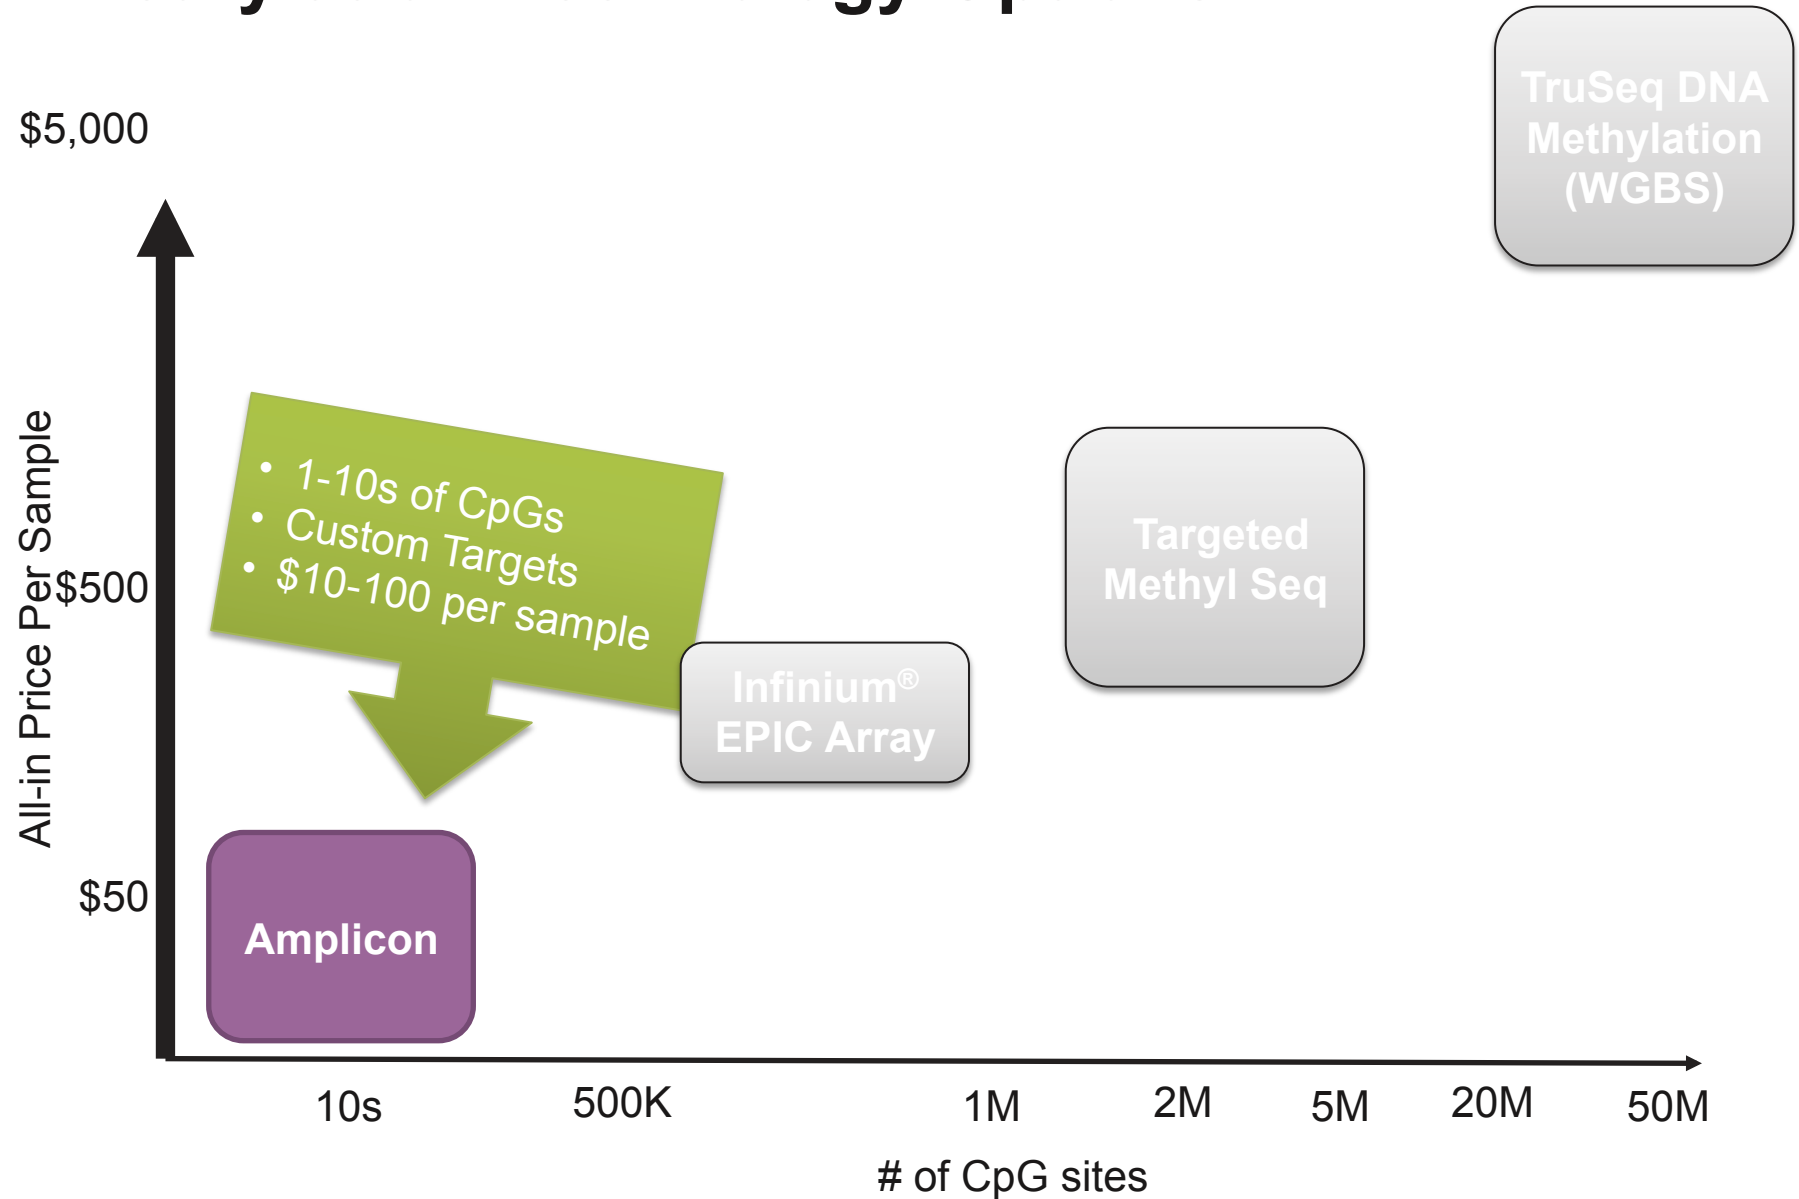 $5,000
TruSeq DNA
Methylation
(WGBS)
All-in Price Per Sample
• 1-10s of CpGs
• Custom Targets
• $10-100 per sample
$500
Targeted
Methyl Seq
Infinium®
EPIC Array
$50
Amplicon
10s
500K
1M
2M
5M
20M
50M
# of CpG sites